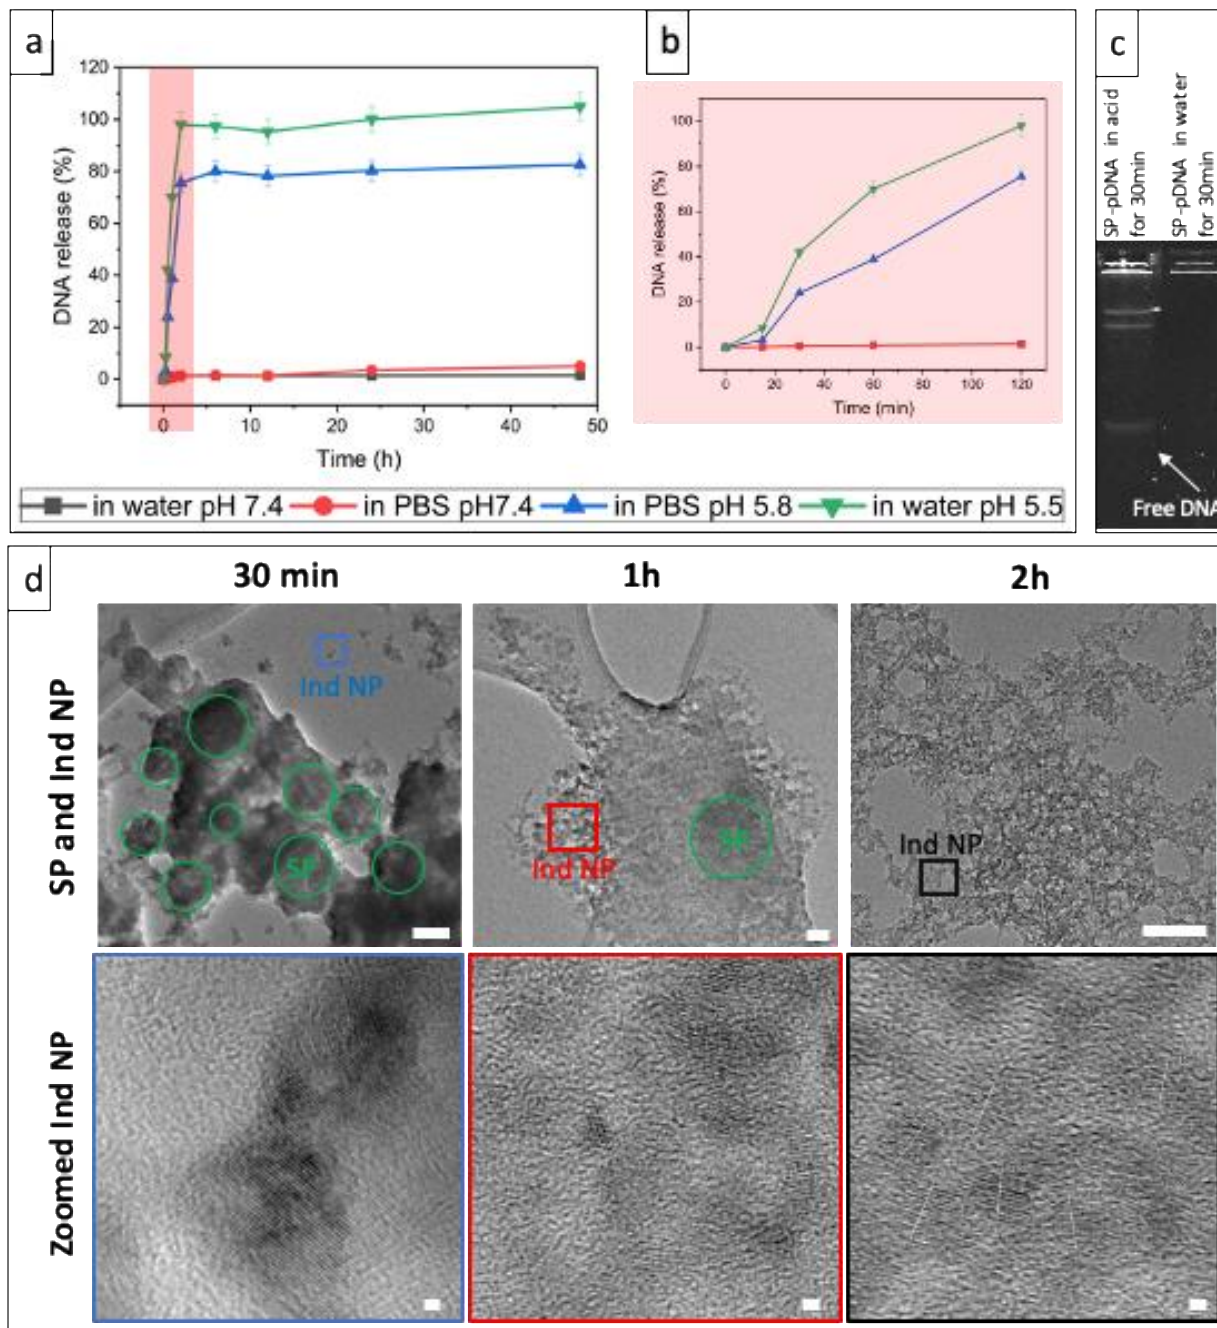 a
120
100
80
60
40
20
0
DNA release (%)
0 10 20 30 40 50
Time (h)
b
100
80
60
40
20
0
DNA release (%)
0 20 40 60 80 100 120
Time (min)
in water pH 7.4 in PBS pH7.4 in PBS pH 5.8 in water pH 5.5
c
SP-pDNA in acid
for 30min
SP-pDNA in water
for 30min
Free DNA
d
30 min 1h 2h
SP and Ind NP
Ind NP
SP
Ind NP
SP
Ind NP
Zoomed Ind NP